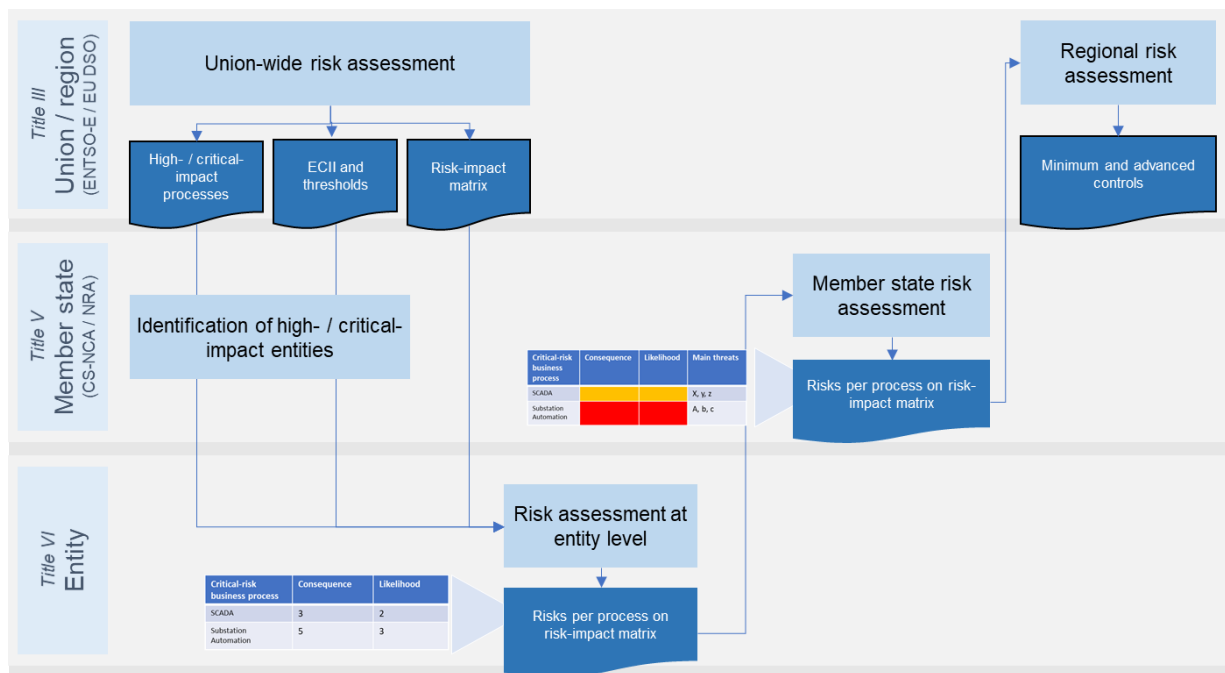 Title III
Union / region
(ENTSO-E / EU DSO)
Union-wide risk assessment
High- / critical-
impact
processes
ECII and
thresholds
Risk-impact
matrix
Regional risk
assessment
Minimum and advanced
controls
Title V
Member state
(CS-NCA / NRA)
Identification of high- / critical-
impact entities
Critical-risk
business
process
Consequence
Likelihood
Main threats
SCADA
X, y, z
Substation
Automation
A, b, c
Member state risk
assessment
Risks per process on risk-
impact matrix
Title VI
Entity
Risk assessment at
entity level
Critical-risk
business process
Consequence
Likelihood
SCADA
3
2
Substation
Automation
5
3
Risks per process on
risk-impact matrix